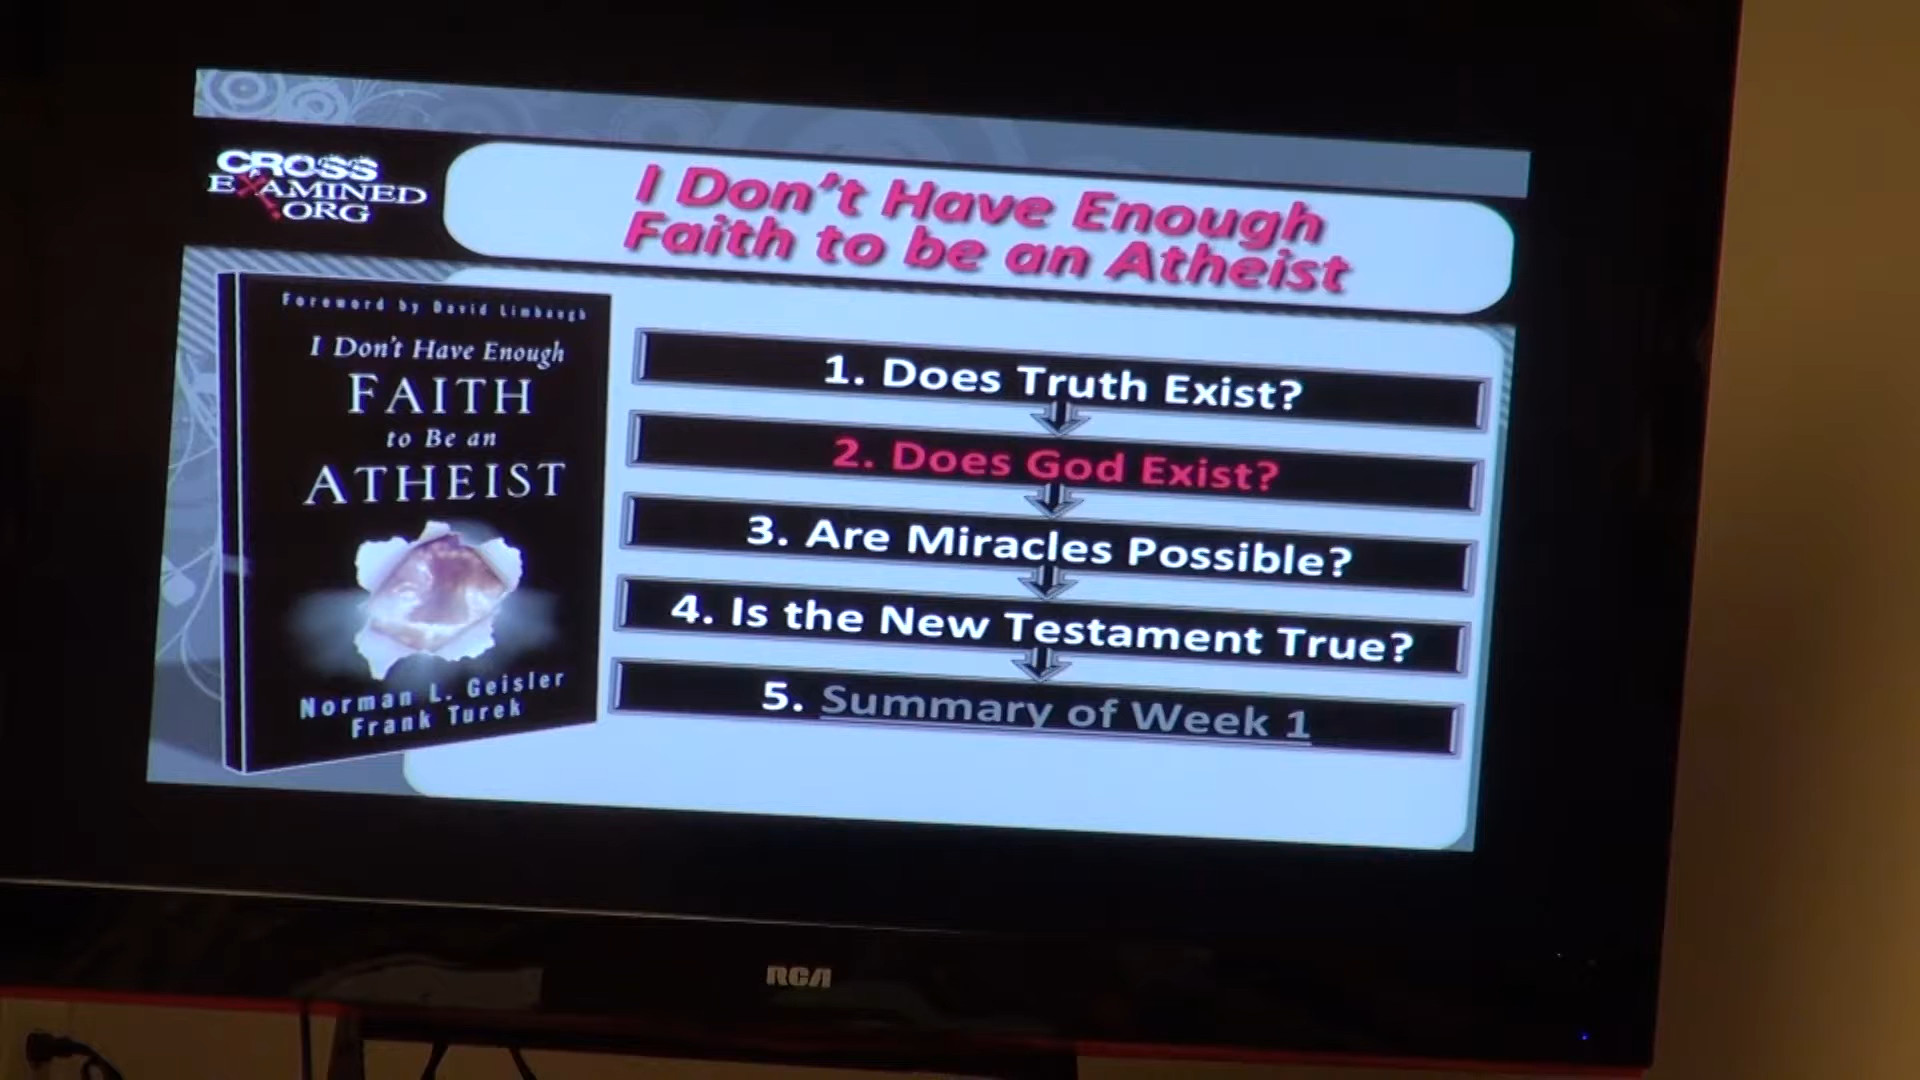 CROSS
EXAMINED
.ORG
I Don't Have Enough
Faith to be an Atheist
Foreword by David Limbaugh
I Don't Have Enough
FAITH
to Be an
ATHEIST
Norman L. Geisler
Frank Turek
1. Does Truth Exist?
2. Does God Exist?
3. Are Miracles Possible?
4. Is the New Testament True?
5. Summary of Week 1
RCA